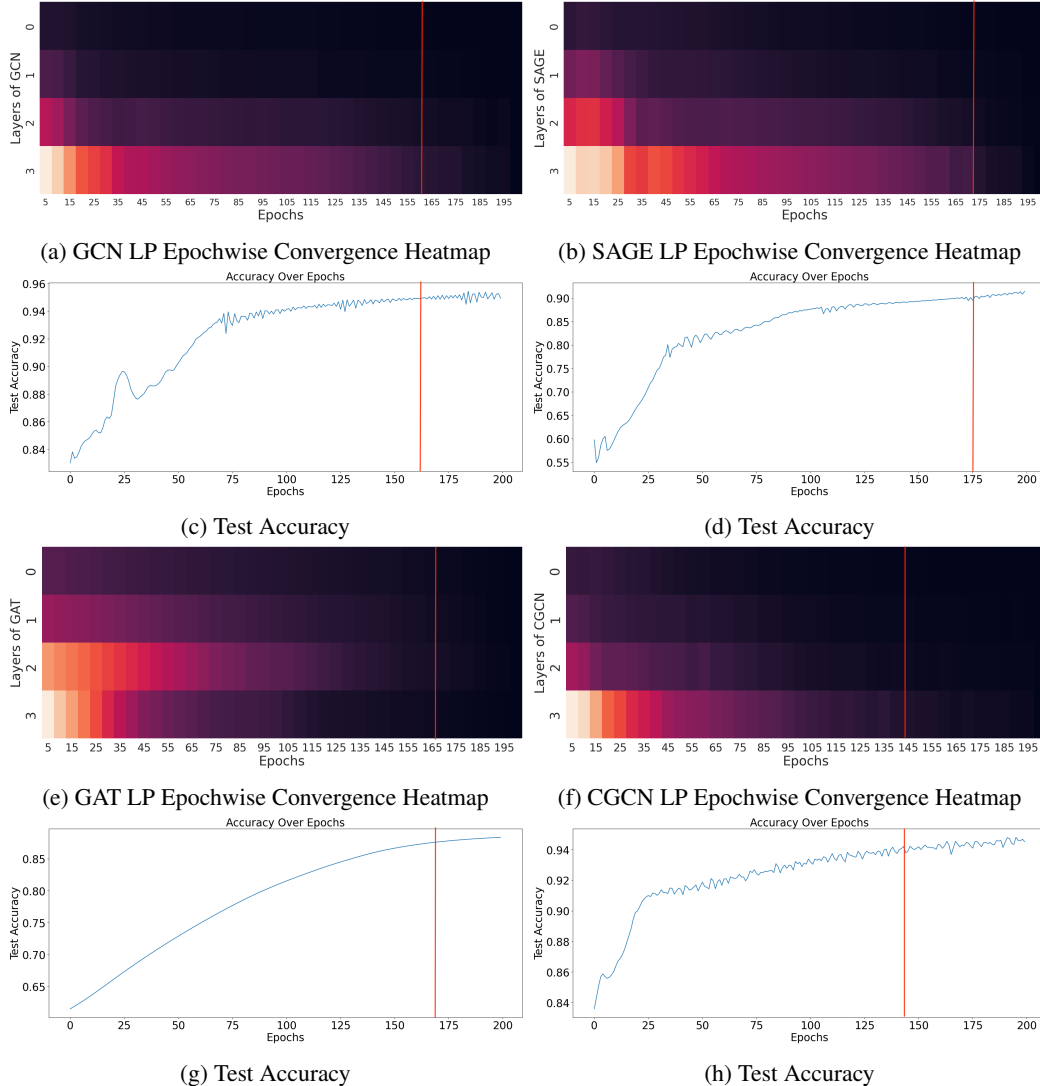 Layers of GCN
0
1
2
3
5 15 25 35 45 55 65 75 85 95 105 115 125 135 145 155 165 175 185 195
Epochs
(a) GCN LP Epochwise Convergence Heatmap
Layers of SAGE
0
1
2
3
5 15 25 35 45 55 65 75 85 95 105 115 125 135 145 155 165 175 185 195
Epochs
(b) SAGE LP Epochwise Convergence Heatmap
Accuracy Over Epochs
Test Accuracy
0.96
0.94
0.92
0.90
0.88
0.86
0.84
0 25 50 75 100 125 150 175 200
Epochs
(c) Test Accuracy
Accuracy Over Epochs
Test Accuracy
0.90
0.85
0.80
0.75
0.70
0.65
0.60
0.55
0 25 50 75 100 125 150 175 200
Epochs
(d) Test Accuracy
Layers of GAT
0
1
2
3
5 15 25 35 45 55 65 75 85 95 105 115 125 135 145 155 165 175 185 195
Epochs
(e) GAT LP Epochwise Convergence Heatmap
Layers of CGCN
0
1
2
3
5 15 25 35 45 55 65 75 85 95 105 115 125 135 145 155 165 175 185 195
Epochs
(f) CGCN LP Epochwise Convergence Heatmap
Accuracy Over Epochs
Test Accuracy
0.85
0.80
0.75
0.70
0.65
0 25 50 75 100 125 150 175 200
Epochs
(g) Test Accuracy
Accuracy Over Epochs
Test Accuracy
0.94
0.92
0.90
0.88
0.86
0.84
0 25 50 75 100 125 150 175 200
Epochs
(h) Test Accuracy